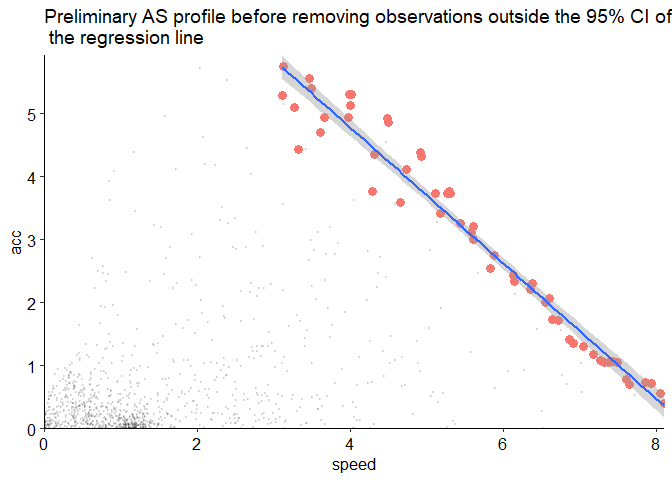 Preliminary AS profile before removing observations outside the 95% CI of
the regression line
acc
5
4
3
2
1
0
0 2 4 6 8
speed